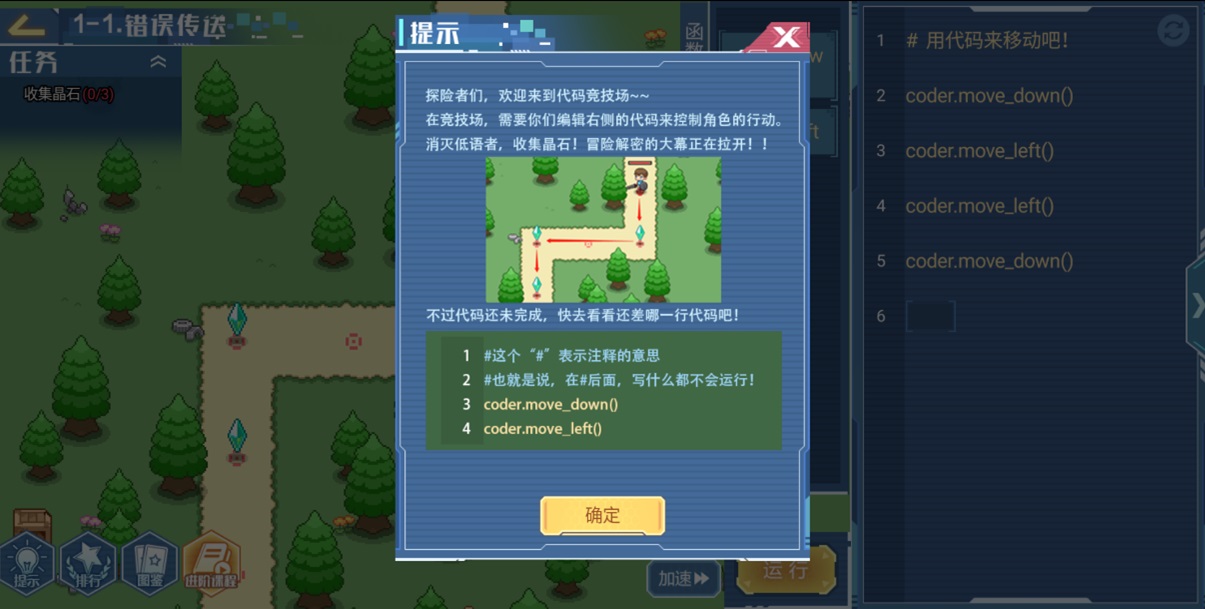 1-1.错误传送
任务
收集晶石(0/3)
提示
探险者们，欢迎来到代码竞技场~~
在竞技场，需要你们编辑右侧的代码来控制角色的行动。
消灭低语者，收集晶石！冒险解密的大幕正在拉开！！
不过代码还未完成，快去看看还差哪一行代码吧！
1 #这个“#”表示注释的意思
2 #也就是说，在#后面，写什么都不会运行！
3 coder.move_down()
4 coder.move_left()
确定
提示
排行
图鉴
进阶课程
加速
运行
函数
1 # 用代码来移动吧！
2 coder.move_down()
3 coder.move_left()
4 coder.move_left()
5 coder.move_down()
6